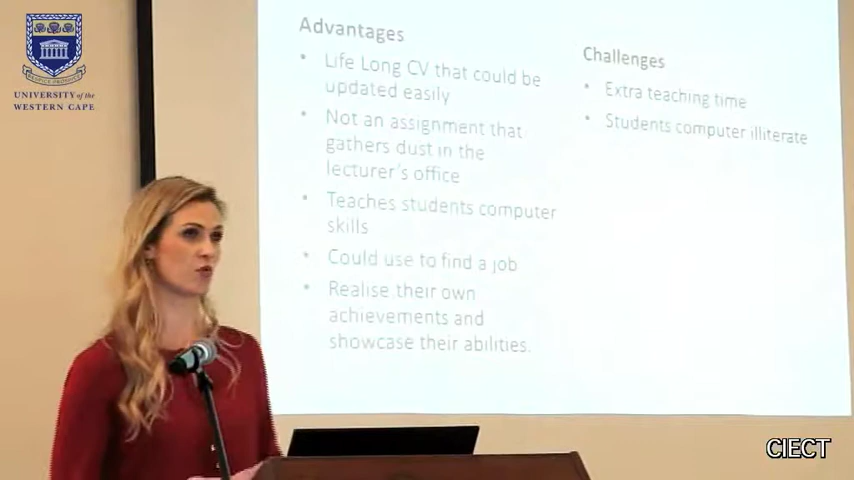 UNIVERSITY of the
WESTERN CAPE
Advantages
• Life Long CV that could be
updated easily
• Not an assignment that
gathers dust in the
lecturer's office
• Teaches students computer
skills
• Could use to find a job
• Realise their own
achievements and
showcase their abilities.
Challenges
• Extra teaching time
• Students computer illiterate
CIECT